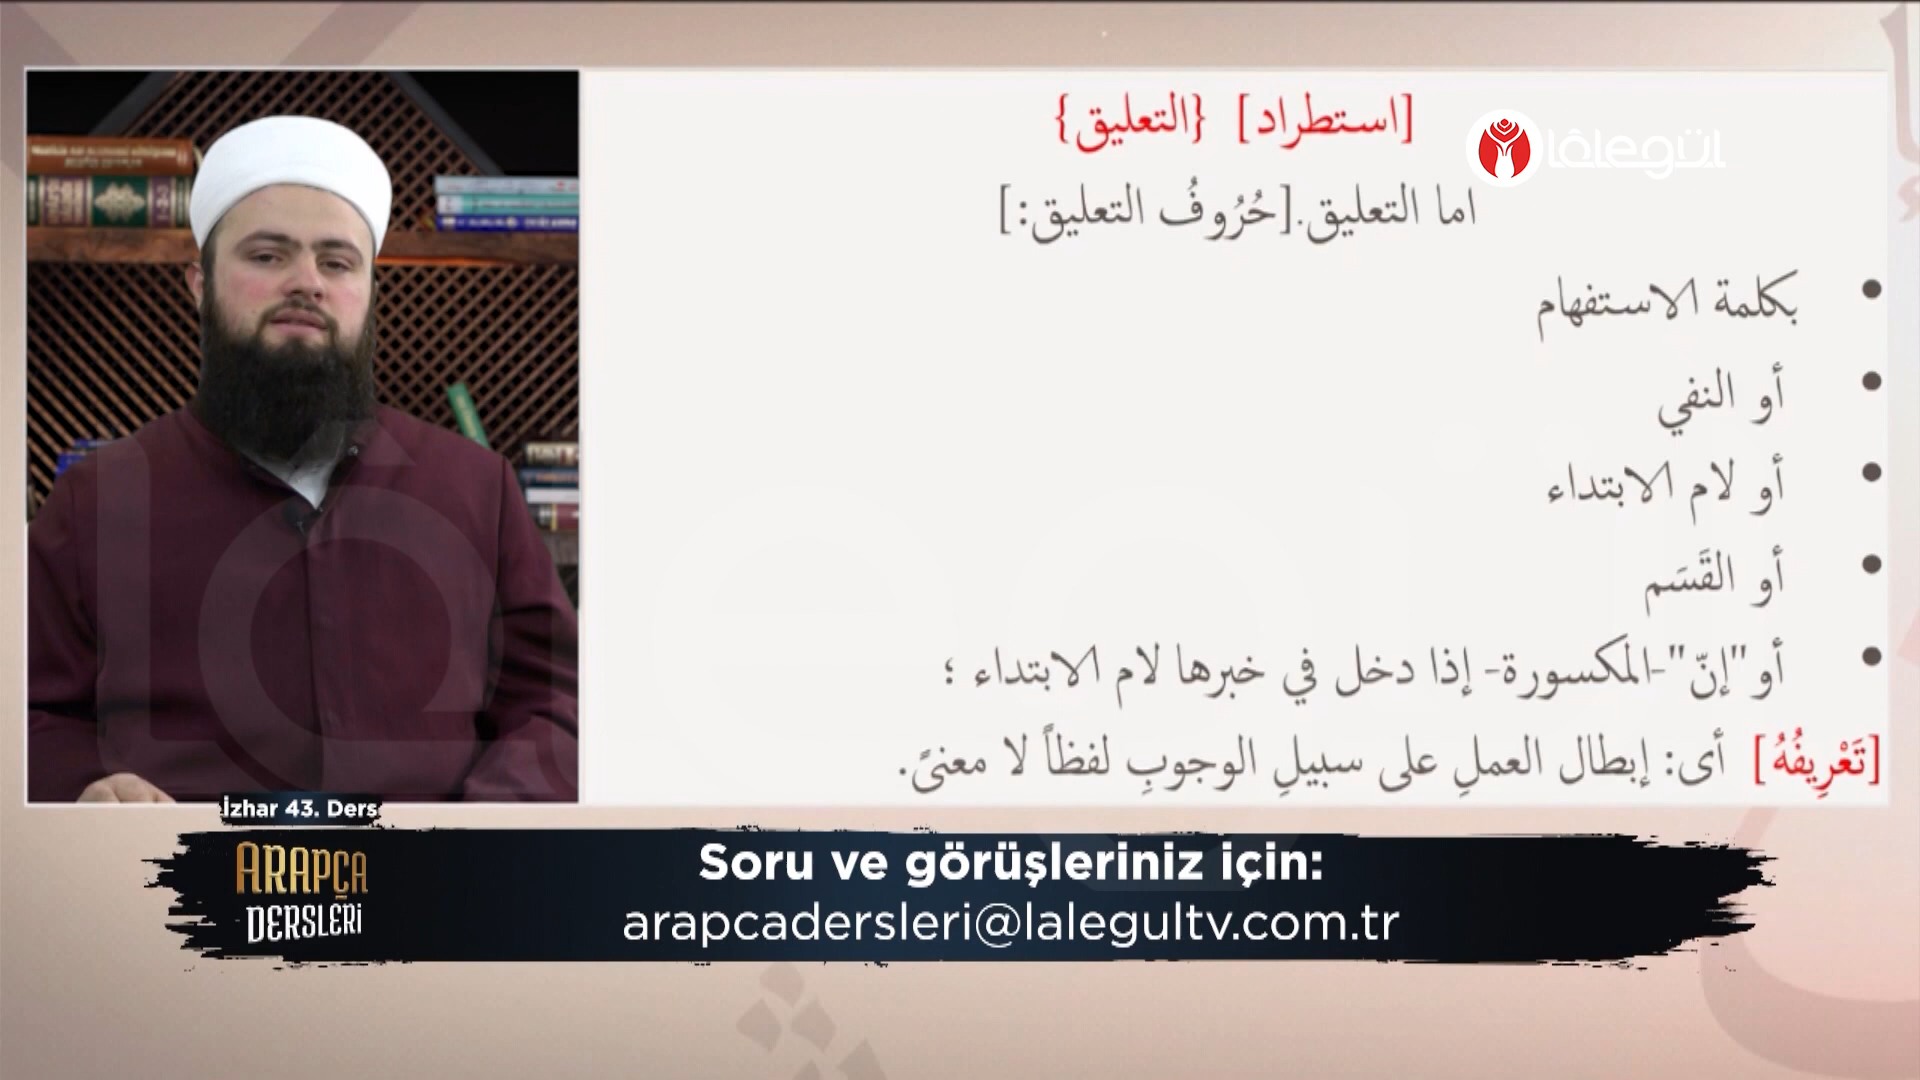 [استطراد] {التعليق}
lâlegül
اما التعليق.[حُرُوفُ التعليق:]
• بكلمة الاستفهام
• أو النفي
• أو لام الابتداء
• أو القَسَم
• أو"إنّ"-المكسورة- إذا دخل في خبرها لام الابتداء ؛
[تَعْرِيفُهُ] أى: إبطال العملِ على سبيلِ الوجوبِ لفظاً لا معنىً.
İzhar 43. Ders
ARAPÇA
DERSLERİ
Soru ve görüşleriniz için:
arapcadersleri@lalegultv.com.tr